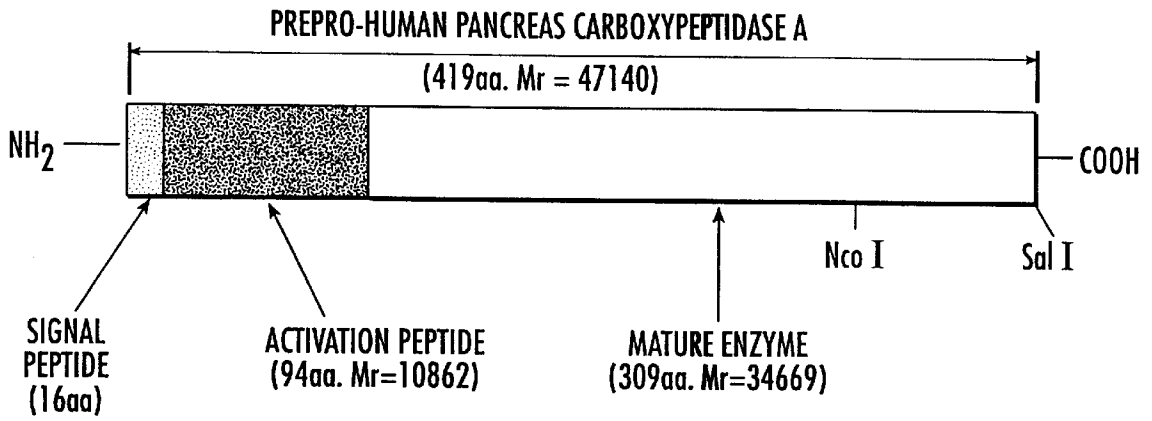 PREPRO-HUMAN PANCREAS CARBOXYPEPTIDASE A
(419aa. Mr = 47140)
NH2
COOH
Nco I
Sal I
SIGNAL
PEPTIDE
(16aa)
ACTIVATION PEPTIDE
(94aa. Mr=10862)
MATURE ENZYME
(309aa. Mr=34669)